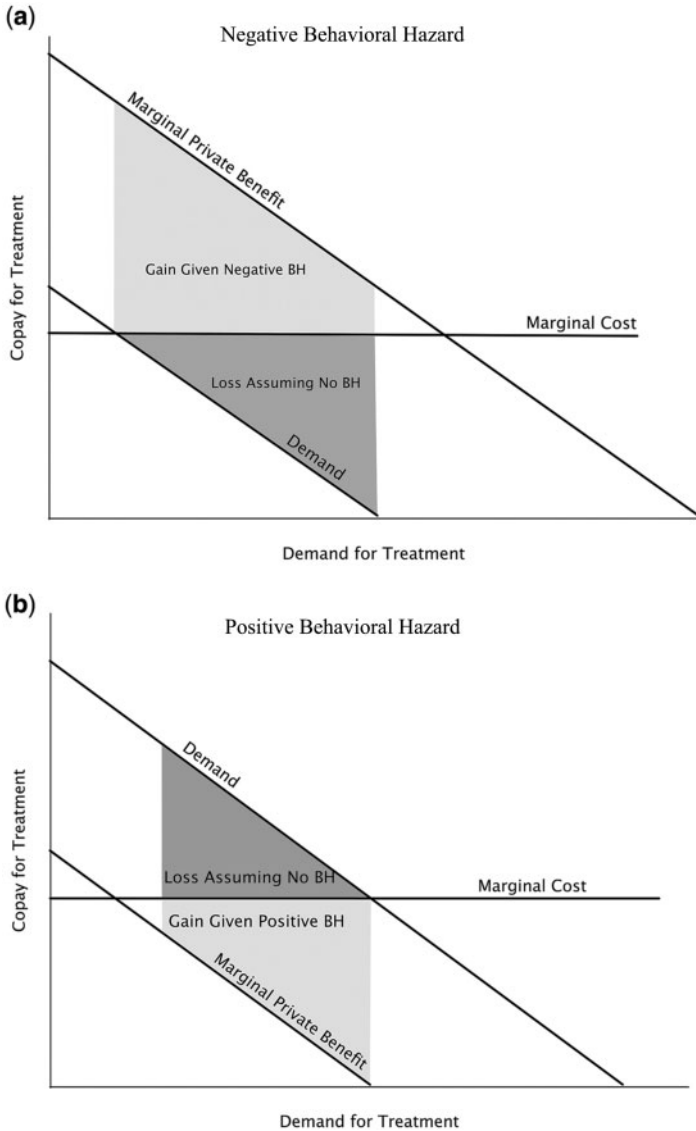 (a)
Negative Behavioral Hazard
Marginal Private Benefit
Copay for Treatment
Gain Given Negative BH
Marginal Cost
Loss Assuming No BH
Demand
Demand for Treatment
(b)
Positive Behavioral Hazard
Demand
Copay for Treatment
Loss Assuming No BH
Marginal Cost
Gain Given Positive BH
Marginal Private Benefit
Demand for Treatment